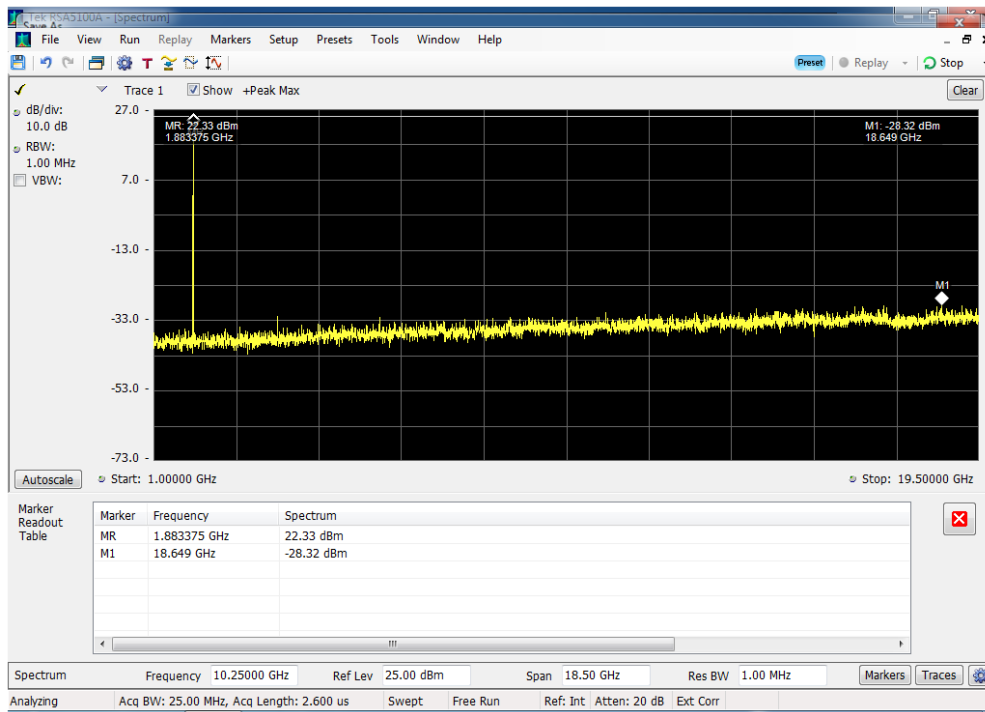 Tek RSA5100A - [Spectrum]
Save As
File View Run Replay Markers Setup Presets Tools Window Help
Preset Replay Stop
Trace 1 Show +Peak Max Clear
dB/div:
10.0 dB
RBW:
1.00 MHz
VBW:
27.0
7.0
-13.0
-33.0
-53.0
-73.0
MR: 22.33 dBm
1.883375 GHz
M1: -28.32 dBm
18.649 GHz
M1
Autoscale Start: 1.00000 GHz Stop: 19.50000 GHz
Marker
Readout
Table
Marker Frequency Spectrum
MR 1.883375 GHz 22.33 dBm
M1 18.649 GHz -28.32 dBm
Spectrum Frequency 10.25000 GHz Ref Lev 25.00 dBm Span 18.50 GHz Res BW 1.00 MHz Markers Traces
Analyzing Acq BW: 25.00 MHz, Acq Length: 2.600 us Swept Free Run Ref: Int Atten: 20 dB Ext Corr